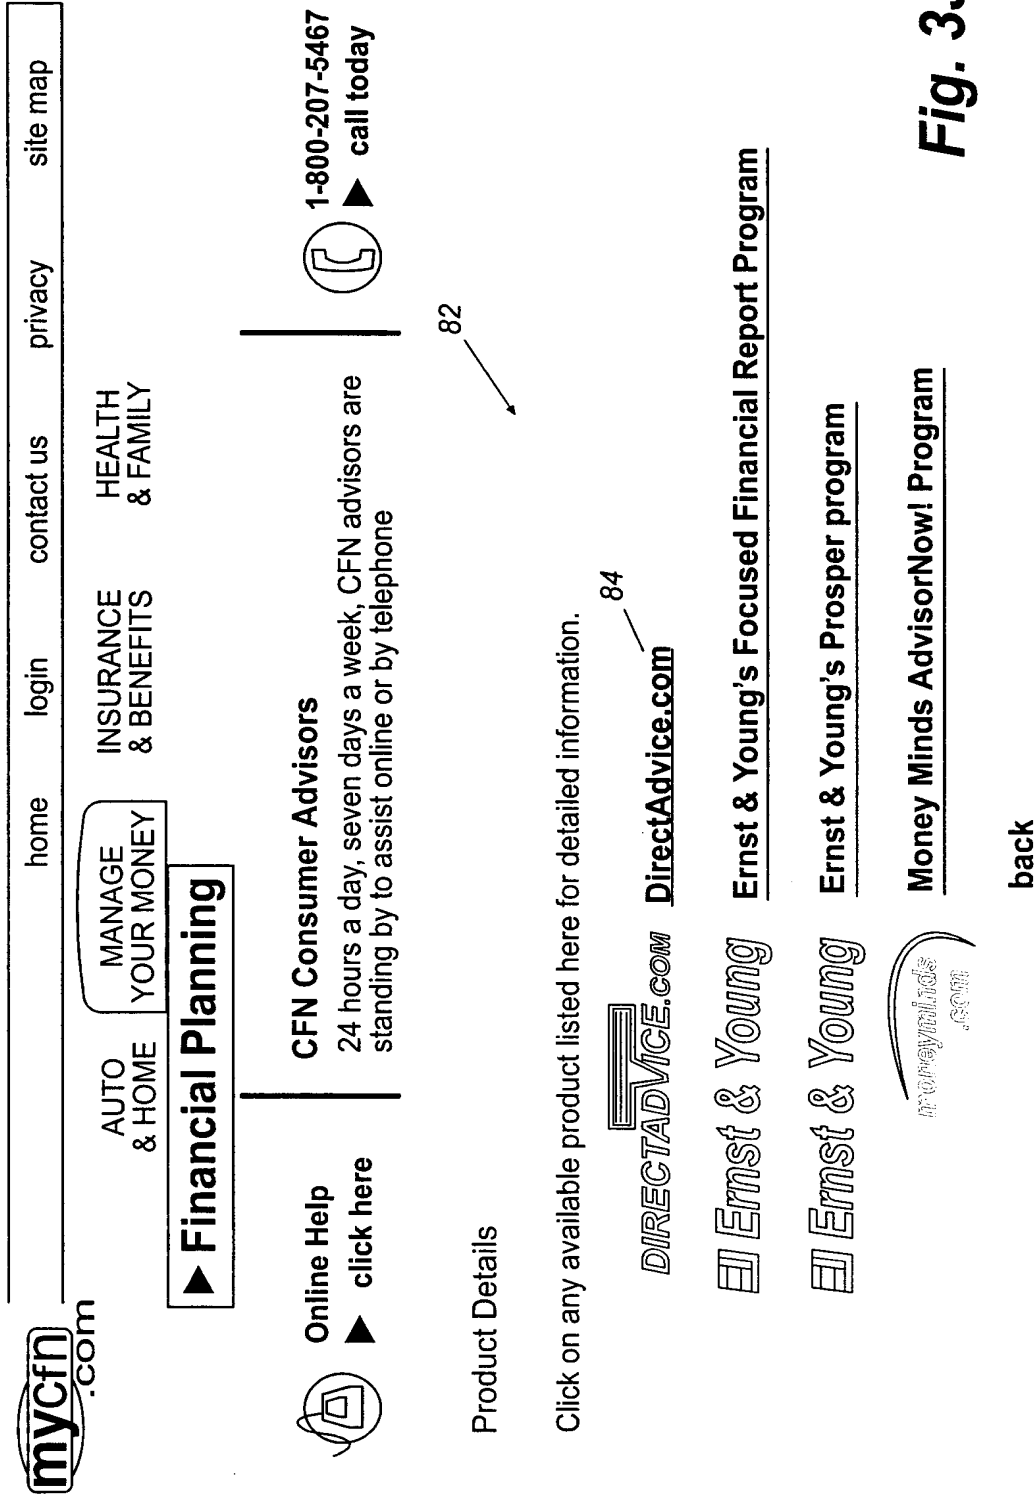 mycfn
.com
home login contact us privacy site map
AUTO
& HOME
MANAGE
YOUR MONEY
INSURANCE
& BENEFITS
HEALTH
& FAMILY
▶ Financial Planning
Online Help
▶ click here
CFN Consumer Advisors
24 hours a day, seven days a week, CFN advisors are
standing by to assist online or by telephone
1-800-207-5467
▶ call today
82
Product Details
Click on any available product listed here for detailed information.
84
DIRECTADVICE.COM DirectAdvice.com
Ernst & Young Ernst & Young's Focused Financial Report Program
Ernst & Young Ernst & Young's Prosper program
moneyminds
.com
Money Minds AdvisorNow! Program
back
Fig.